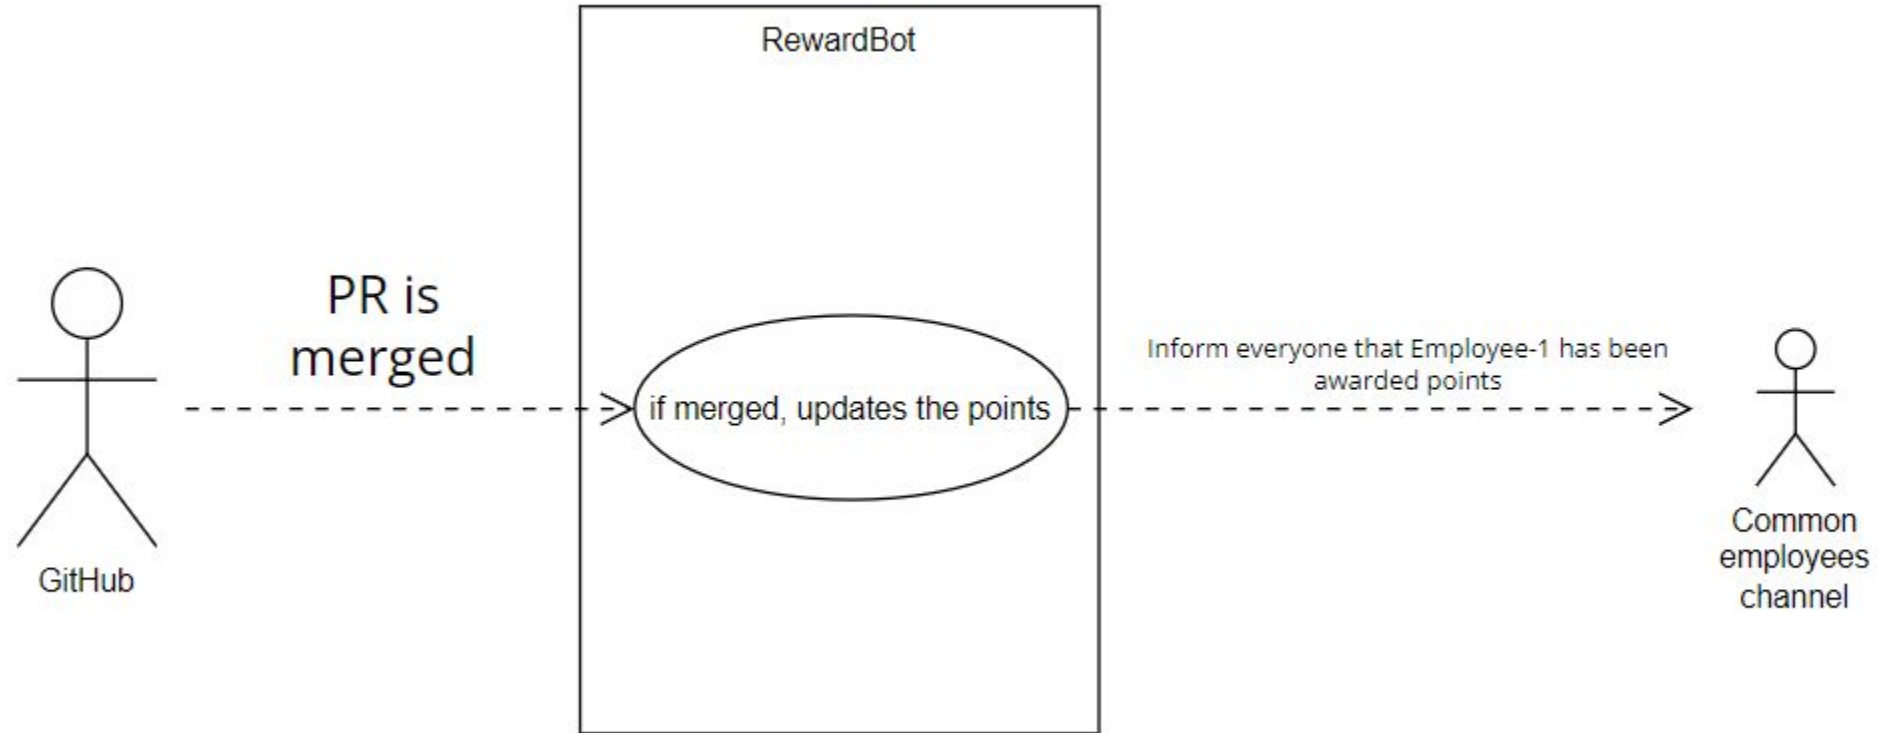 RewardBot
PR is
merged
if merged, updates the points
Inform everyone that Employee-1 has been
awarded points
GitHub
Common
employees
channel